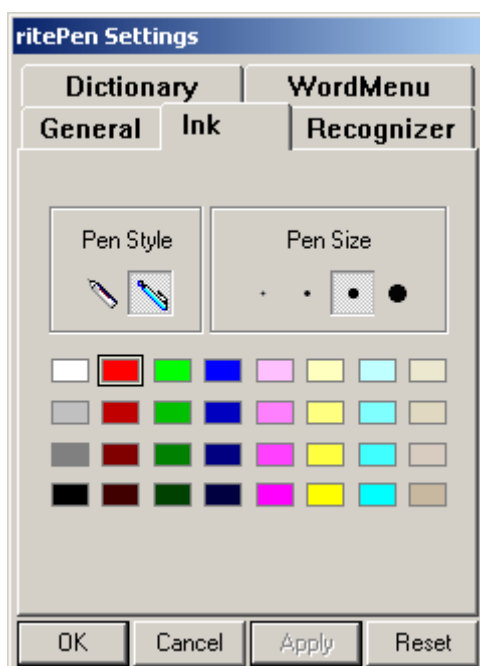 ritePen Settings
Dictionary WordMenu
General Ink Recognizer
Pen Style Pen Size
OK Cancel Apply Reset